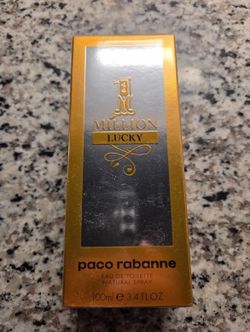 1
MILLION
LUCKY
paco rabanne
EAU DE TOILETTE
NATURAL SPRAY
100ml ℮ 3.4 FL.OZ